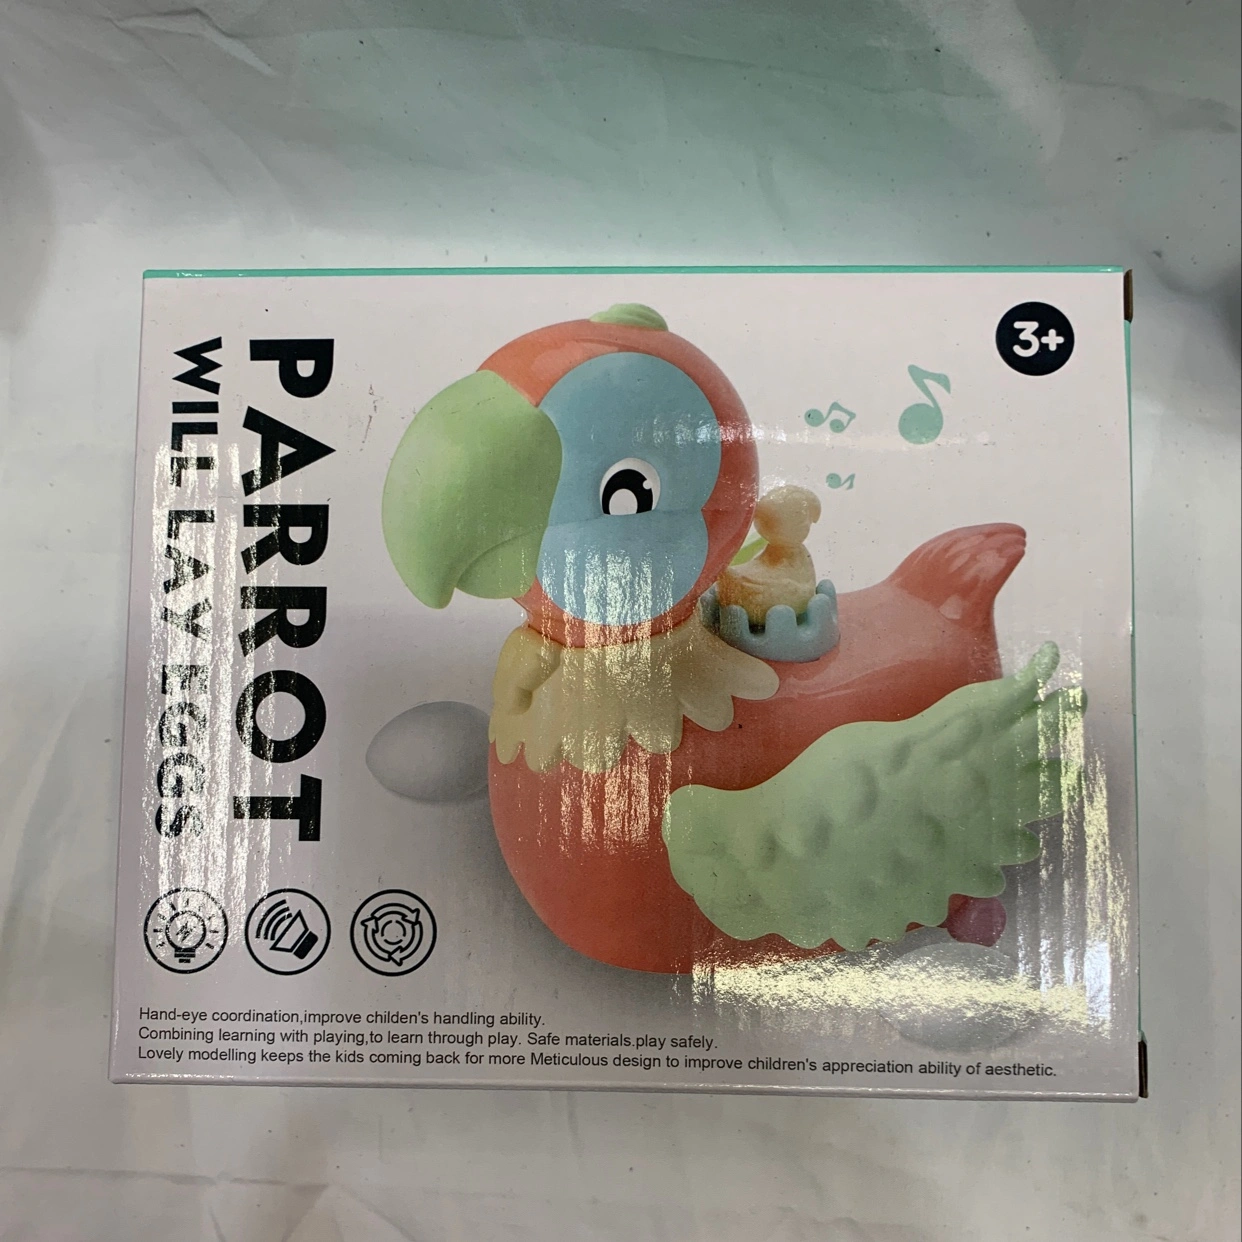 PARROT
WILL LAY EGGS
3+
Hand-eye coordination,improve childen's handling ability.
Combining learning with playing,to learn through play. Safe materials.play safely.
Lovely modelling keeps the kids coming back for more Meticulous design to improve children's appreciation ability of aesthetic.